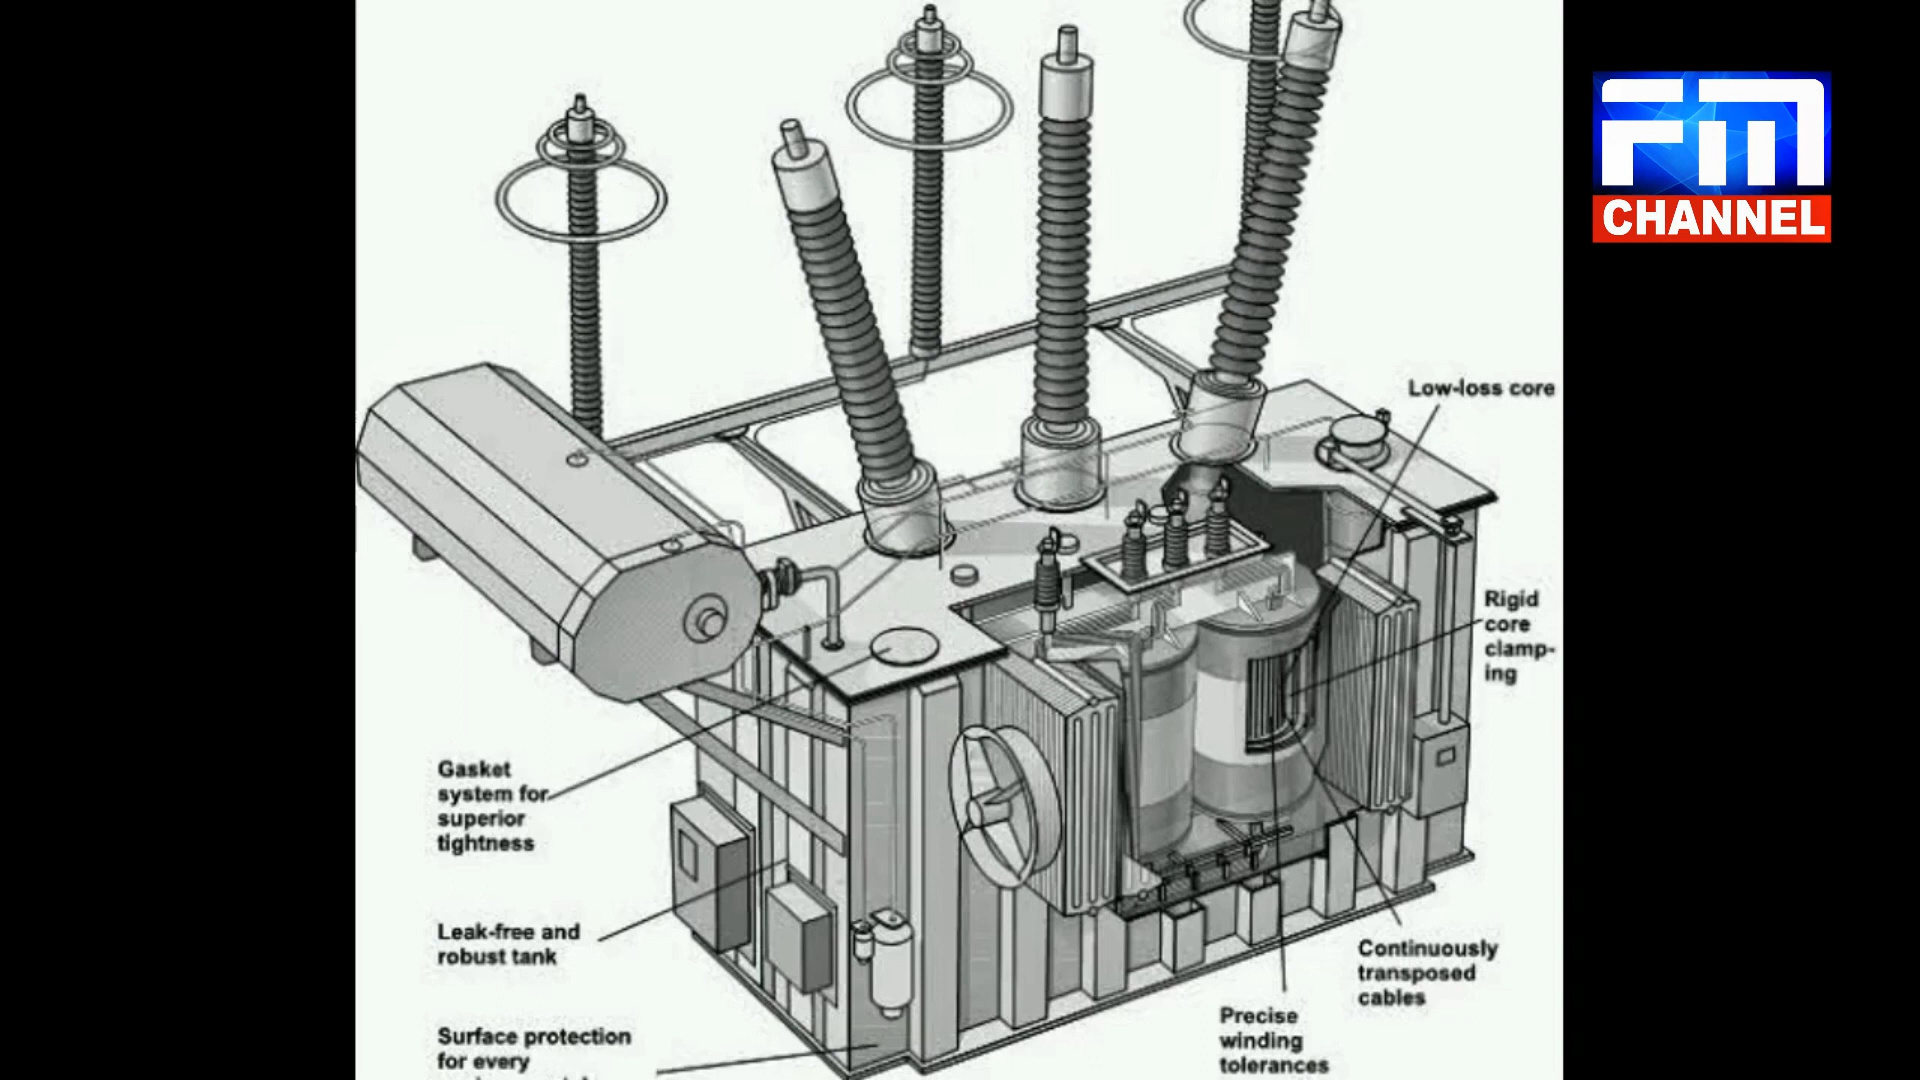 FM
CHANNEL
Low-loss core
Rigid
core
clamp-
ing
Gasket
system for
superior
tightness
Leak-free and
robust tank
Continuously
transposed
cables
Precise
winding
tolerances
Surface protection
for every